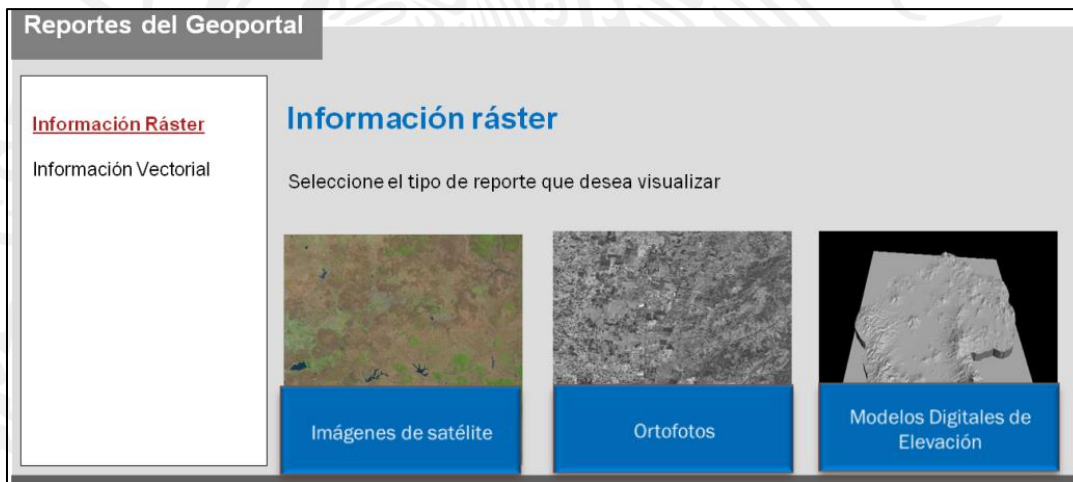 Reportes del Geoportal
Información Ráster
Información Vectorial
Información ráster
Seleccione el tipo de reporte que desea visualizar
Imágenes de satélite
Ortofotos
Modelos Digitales de
Elevación